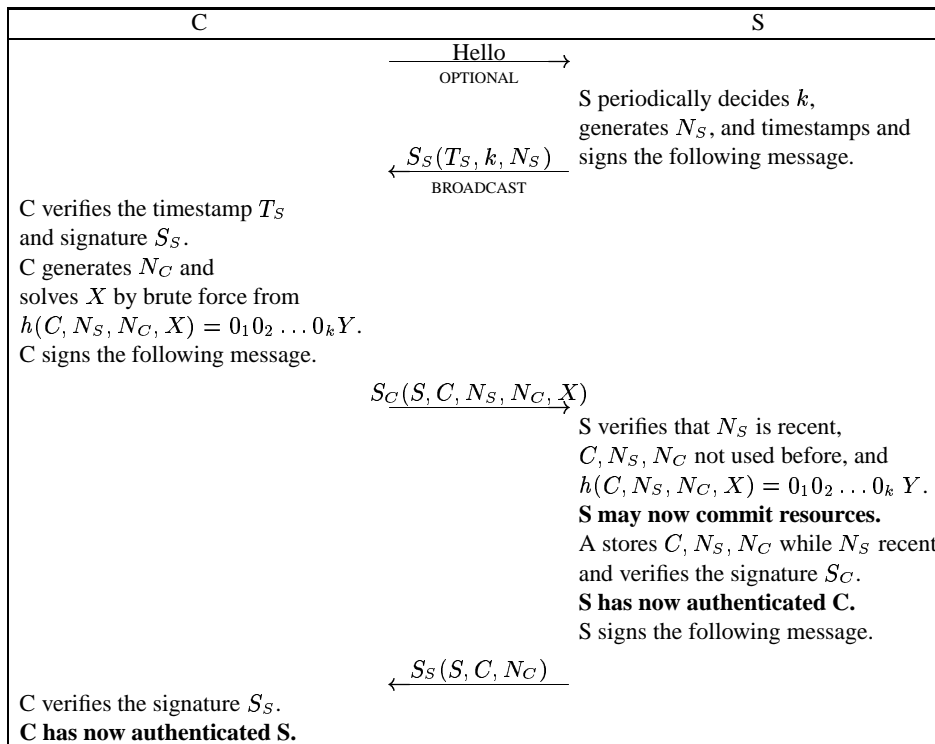 C S
Hello
OPTIONAL
S periodically decides k,
generates N_S, and timestamps and
signs the following message.
S_S(T_S, k, N_S)
BROADCAST
C verifies the timestamp T_S
and signature S_S.
C generates N_C and
solves X by brute force from
h(C, N_S, N_C, X) = 0_1 0_2 … 0_k Y.
C signs the following message.
S_C(S, C, N_S, N_C, X)
S verifies that N_S is recent,
C, N_S, N_C not used before, and
h(C, N_S, N_C, X) = 0_1 0_2 … 0_k Y.
S may now commit resources.
A stores C, N_S, N_C while N_S recent
and verifies the signature S_C.
S has now authenticated C.
S signs the following message.
S_S(S, C, N_C)
C verifies the signature S_S.
C has now authenticated S.